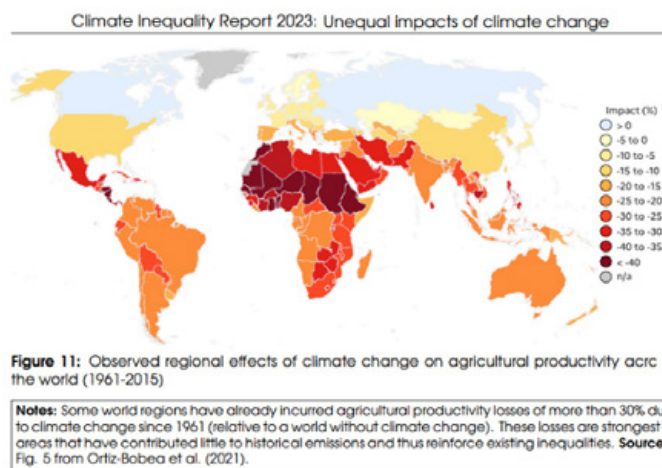 Climate Inequality Report 2023: Unequal impacts of climate change
Impact (%)
> 0
-5 to 0
-10 to -5
-15 to -10
-20 to -15
-25 to -20
-30 to -25
-35 to -30
-40 to -35
< -40
n/a
Figure 11: Observed regional effects of climate change on agricultural productivity acrc
the world (1961-2015)
Notes: Some world regions have already incurred agricultural productivity losses of more than 30% du
to climate change since 1961 (relative to a world without climate change). These losses are strongest
areas that have contributed little to historical emissions and thus reinforce existing inequalities. Source
Fig. 5 from Ortiz-Bobea et al. (2021).